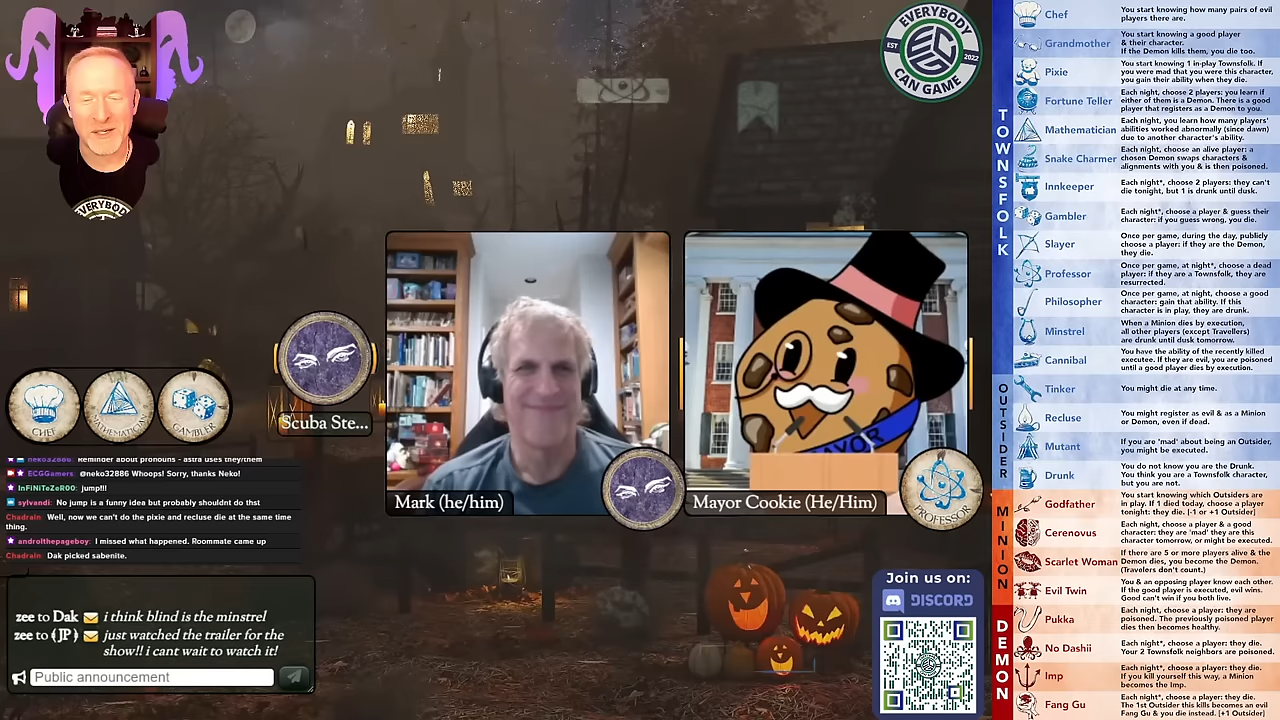 EVERYBODY
EVERYBODY
EST
2022
CAN GAME
CHEF
MATHEMATICIAN
GAMBLER
Scuba Ste...
Mark (he/him)
Mayor Cookie (He/Him)
MAYOR
PROFESSOR
neko32886 Reminder about pronouns - astra uses they/them
ECGGamers: @neko32886 Whoops! Sorry, thanks Neko!
InFiNiTeZeR00: jump!!!
sylvandi: No jump is a funny idea but probably shouldnt do thst
Chadrain: Well, now we can't do the pixie and recluse die at the same time
thing.
androithepageboy: I missed what happened. Roommate came up
Chadrain: Dak picked sabenite.
zee to Dak i think blind is the minstrel
zee to (JP) just watched the trailer for the
show!! i cant wait to watch it!
Public announcement
Join us on:
DISCORD
TOWNSFOLK
Chef You start knowing how many pairs of evil
players there are.
Grandmother You start knowing a good player
& their character.
If the Demon kills them, you die too.
Pixie You start knowing 1 in-play Townsfolk. If
you were mad that you were this character,
you gain their ability when they die.
Fortune Teller Each night, choose 2 players: you learn if
either of them is a Demon. There is a good
player that registers as a Demon to you.
Mathematician Each night, you learn how many players'
abilities worked abnormally (since dawn)
due to another character's ability.
Snake Charmer Each night, choose an alive player: a
chosen Demon swaps characters &
alignments with you & is then poisoned.
Innkeeper Each night*, choose 2 players: they can't
die tonight, but 1 is drunk until dusk.
Gambler Each night*, choose a player & guess their
character: if you guess wrong, you die.
Slayer Once per game, during the day, publicly
choose a player: if they are the Demon,
they die.
Professor Once per game, at night*, choose a dead
player: if they are a Townsfolk, they are
resurrected.
Philosopher Once per game, at night, choose a good
character: gain that ability. If this
character is in play, they are drunk.
Minstrel When a Minion dies by execution,
all other players (except Travellers)
are drunk until dusk tomorrow.
Cannibal You have the ability of the recently killed
executee. If they are evil, you are poisoned
until a good player dies by execution.
OUTSIDER
Tinker You might die at any time.
Recluse You might register as evil & as a Minion
or Demon, even if dead.
Mutant If you are 'mad' about being an Outsider,
you might be executed.
Drunk You do not know you are the Drunk.
You think you are a Townsfolk character,
but you are not.
MINION
Godfather You start knowing which Outsiders are
in play. If 1 died today, choose a player
tonight: they die. [-1 or +1 Outsider]
Cerenovus Each night, choose a player & a good
character: they are 'mad' they are this
character tomorrow, or might be executed.
Scarlet Woman If there are 5 or more players alive & the
Demon dies, you become the Demon.
(Travelers don't count.)
Evil Twin You & an opposing player know each other.
If the good player is executed, evil wins.
Good can't win if you both live.
DEMON
Pukka Each night, choose a player: they are
poisoned. The previously poisoned player
dies then becomes healthy.
No Dashii Each night*, choose a player: they die.
Your 2 Townsfolk neighbors are poisoned.
Imp Each night*, choose a player: they die.
If you kill yourself this way, a Minion
becomes the Imp.
Fang Gu Each night*, choose a player: they die.
The 1st Outsider this kills becomes an evil
Fang Gu & you die instead. [+1 Outsider]